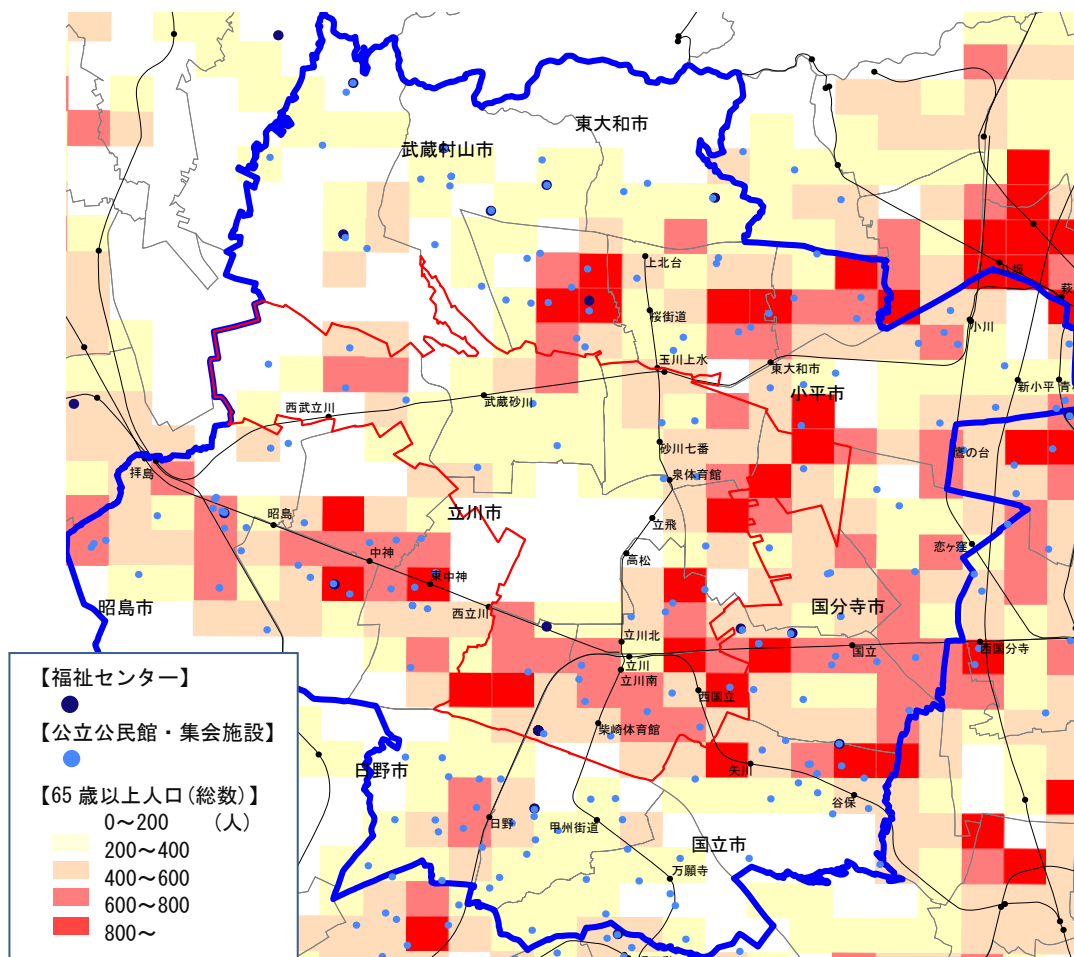 東大和市
武蔵村山市
上北台
八坂
萩
桜街道
小川
玉川上水
東大和市
新小平
青
小平市
武蔵砂川
西武立川
砂川七番
鷹の台
拝島
泉体育館
立川市
昭島
立飛
恋ヶ窪
中神
高松
東中神
昭島市
国分寺市
西立川
立川北
国立
西国分寺
立川
立川南
西国立
柴崎体育館
日野市
矢川
谷保
日野
甲州街道
国立市
万願寺
【福祉センター】
【公立公民館・集会施設】
【65 歳以上人口(総数)】
0～200 (人)
200～400
400～600
600～800
800～